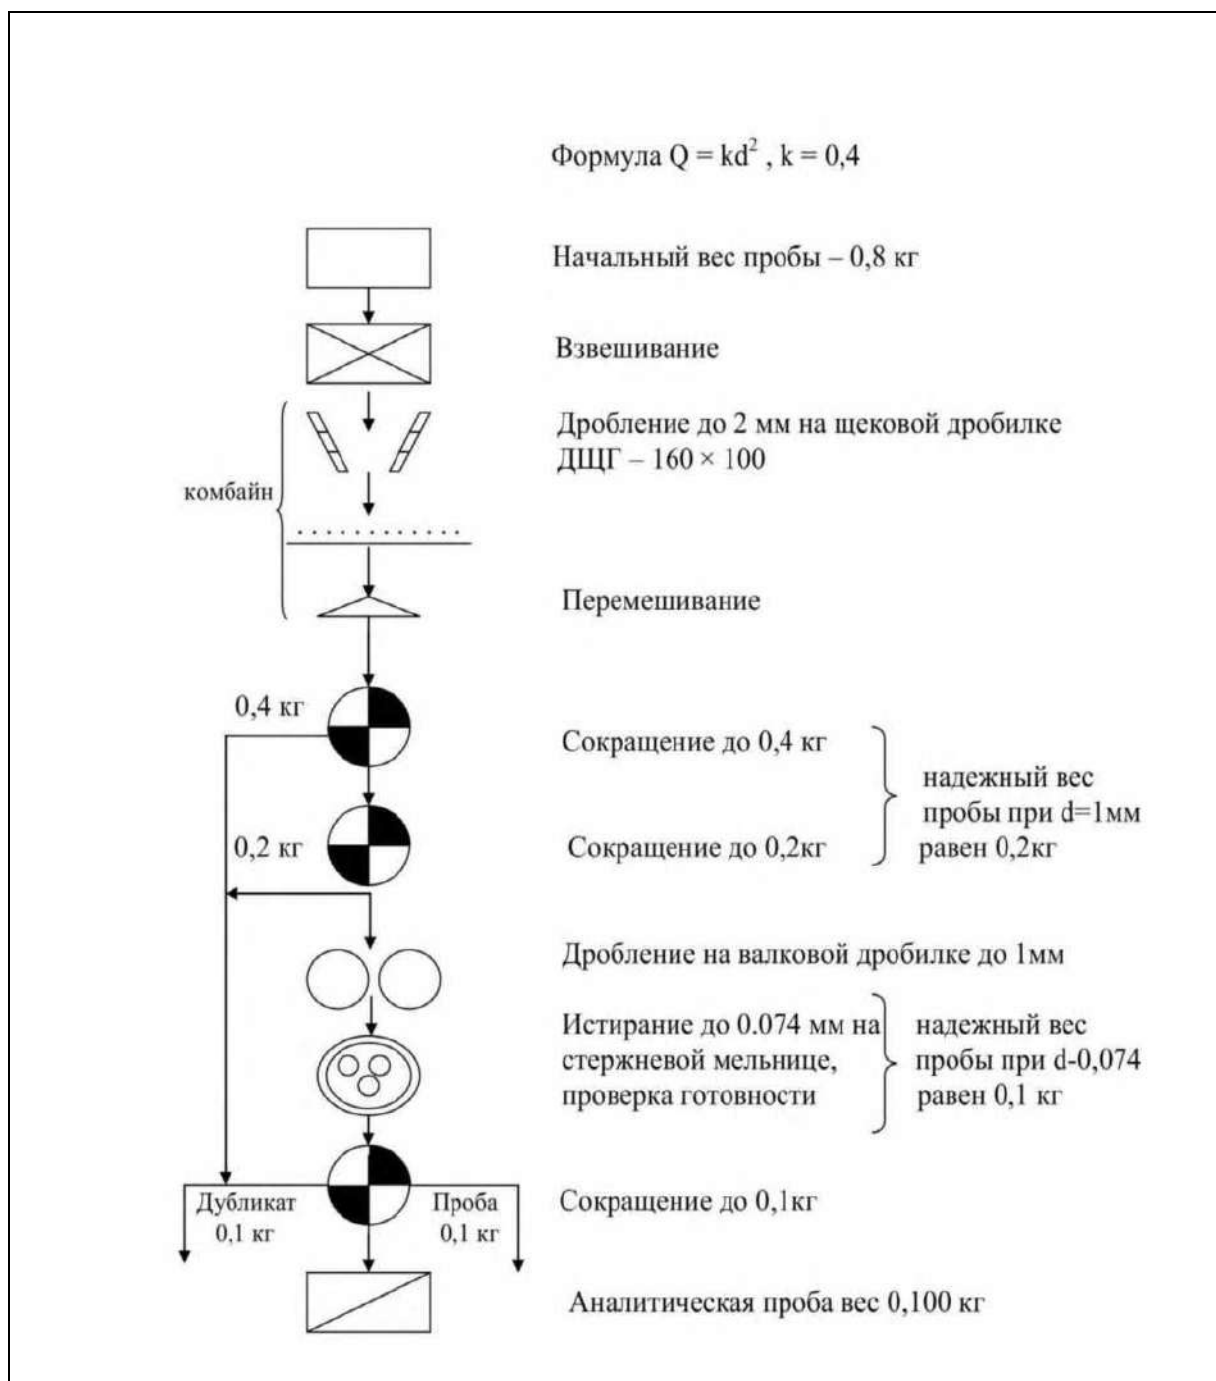 Формула Q = kd² , k = 0,4
Начальный вес пробы – 0,8 кг
Взвешивание
Дробление до 2 мм на щековой дробилке
ДЩГ – 160 × 100
комбайн
Перемешивание
0,4 кг
Сокращение до 0,4 кг
надежный вес
пробы при d=1мм
равен 0,2кг
0,2 кг
Сокращение до 0,2кг
Дробление на валковой дробилке до 1мм
Истирание до 0.074 мм на
стержневой мельнице,
проверка готовности
надежный вес
пробы при d-0,074
равен 0,1 кг
Дубликат
0,1 кг
Проба
0,1 кг
Сокращение до 0,1кг
Аналитическая проба вес 0,100 кг